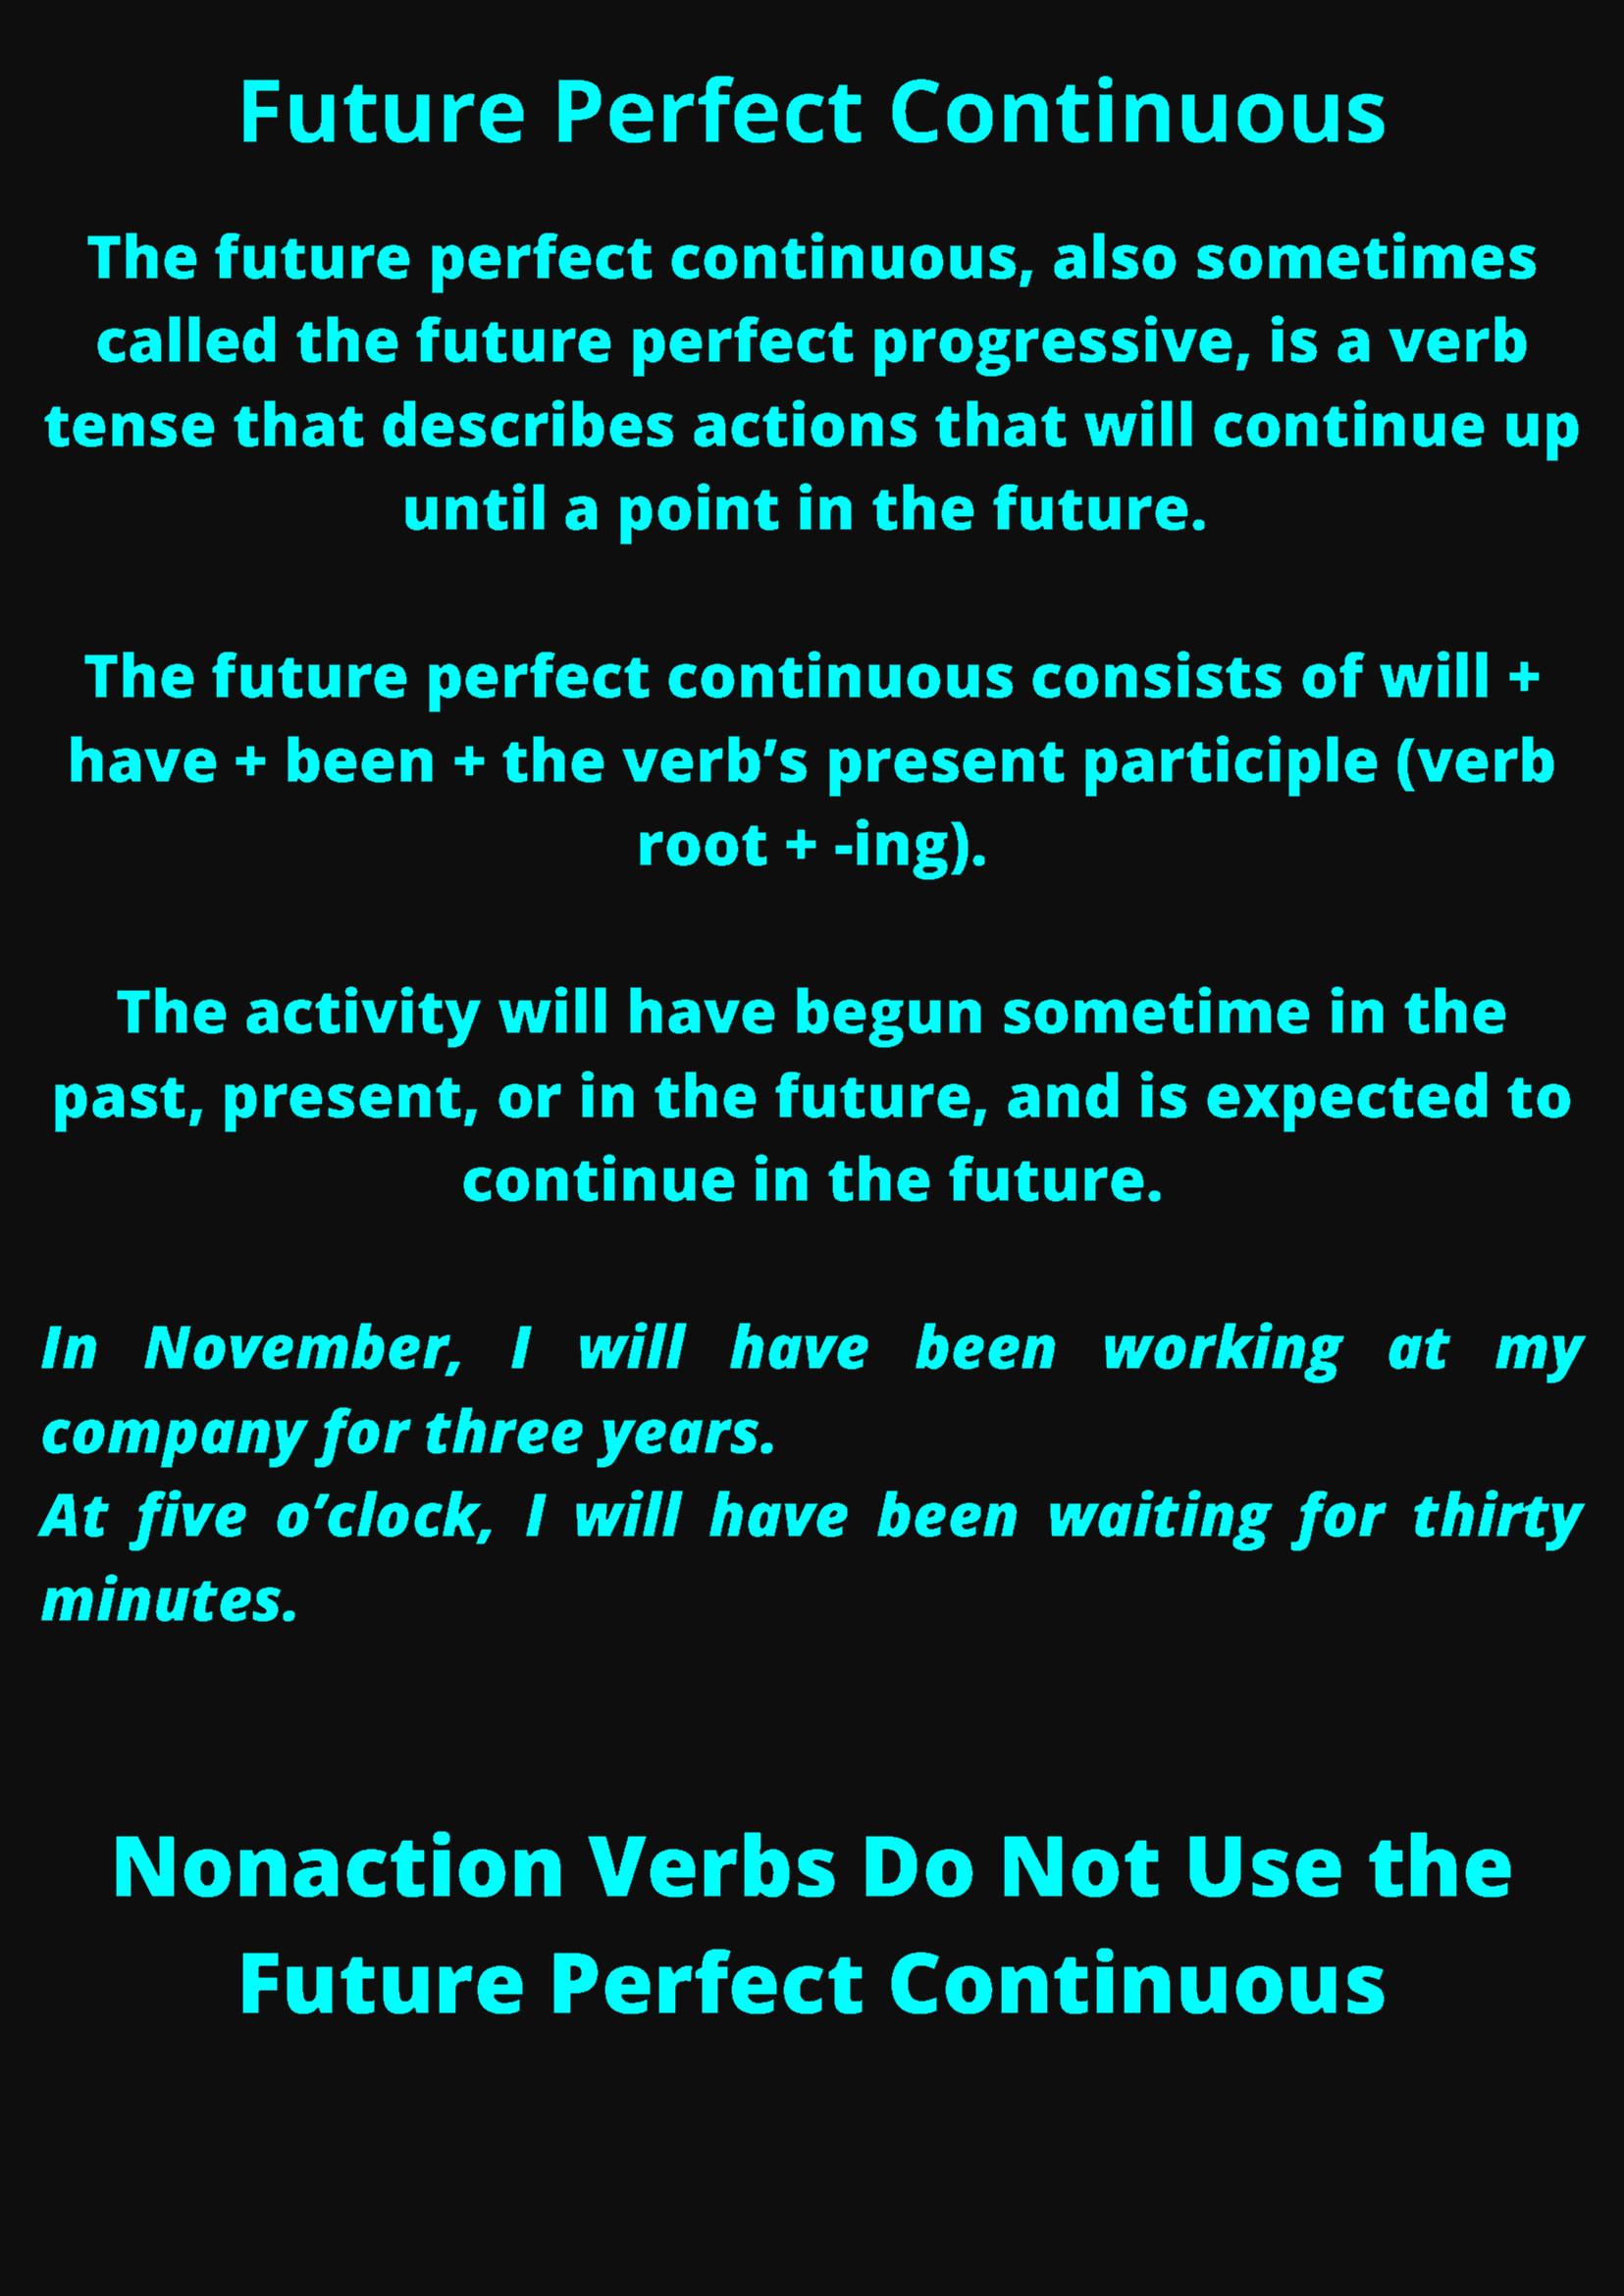 Future Perfect Continuous
The future perfect continuous, also sometimes
called the future perfect progressive, is a verb
tense that describes actions that will continue up
until a point in the future.
The future perfect continuous consists of will +
have + been + the verb’s present participle (verb
root + -ing).
The activity will have begun sometime in the
past, present, or in the future, and is expected to
continue in the future.
In November, I will have been working at my
company for three years.
At five o’clock, I will have been waiting for thirty
minutes.
Nonaction Verbs Do Not Use the
Future Perfect Continuous